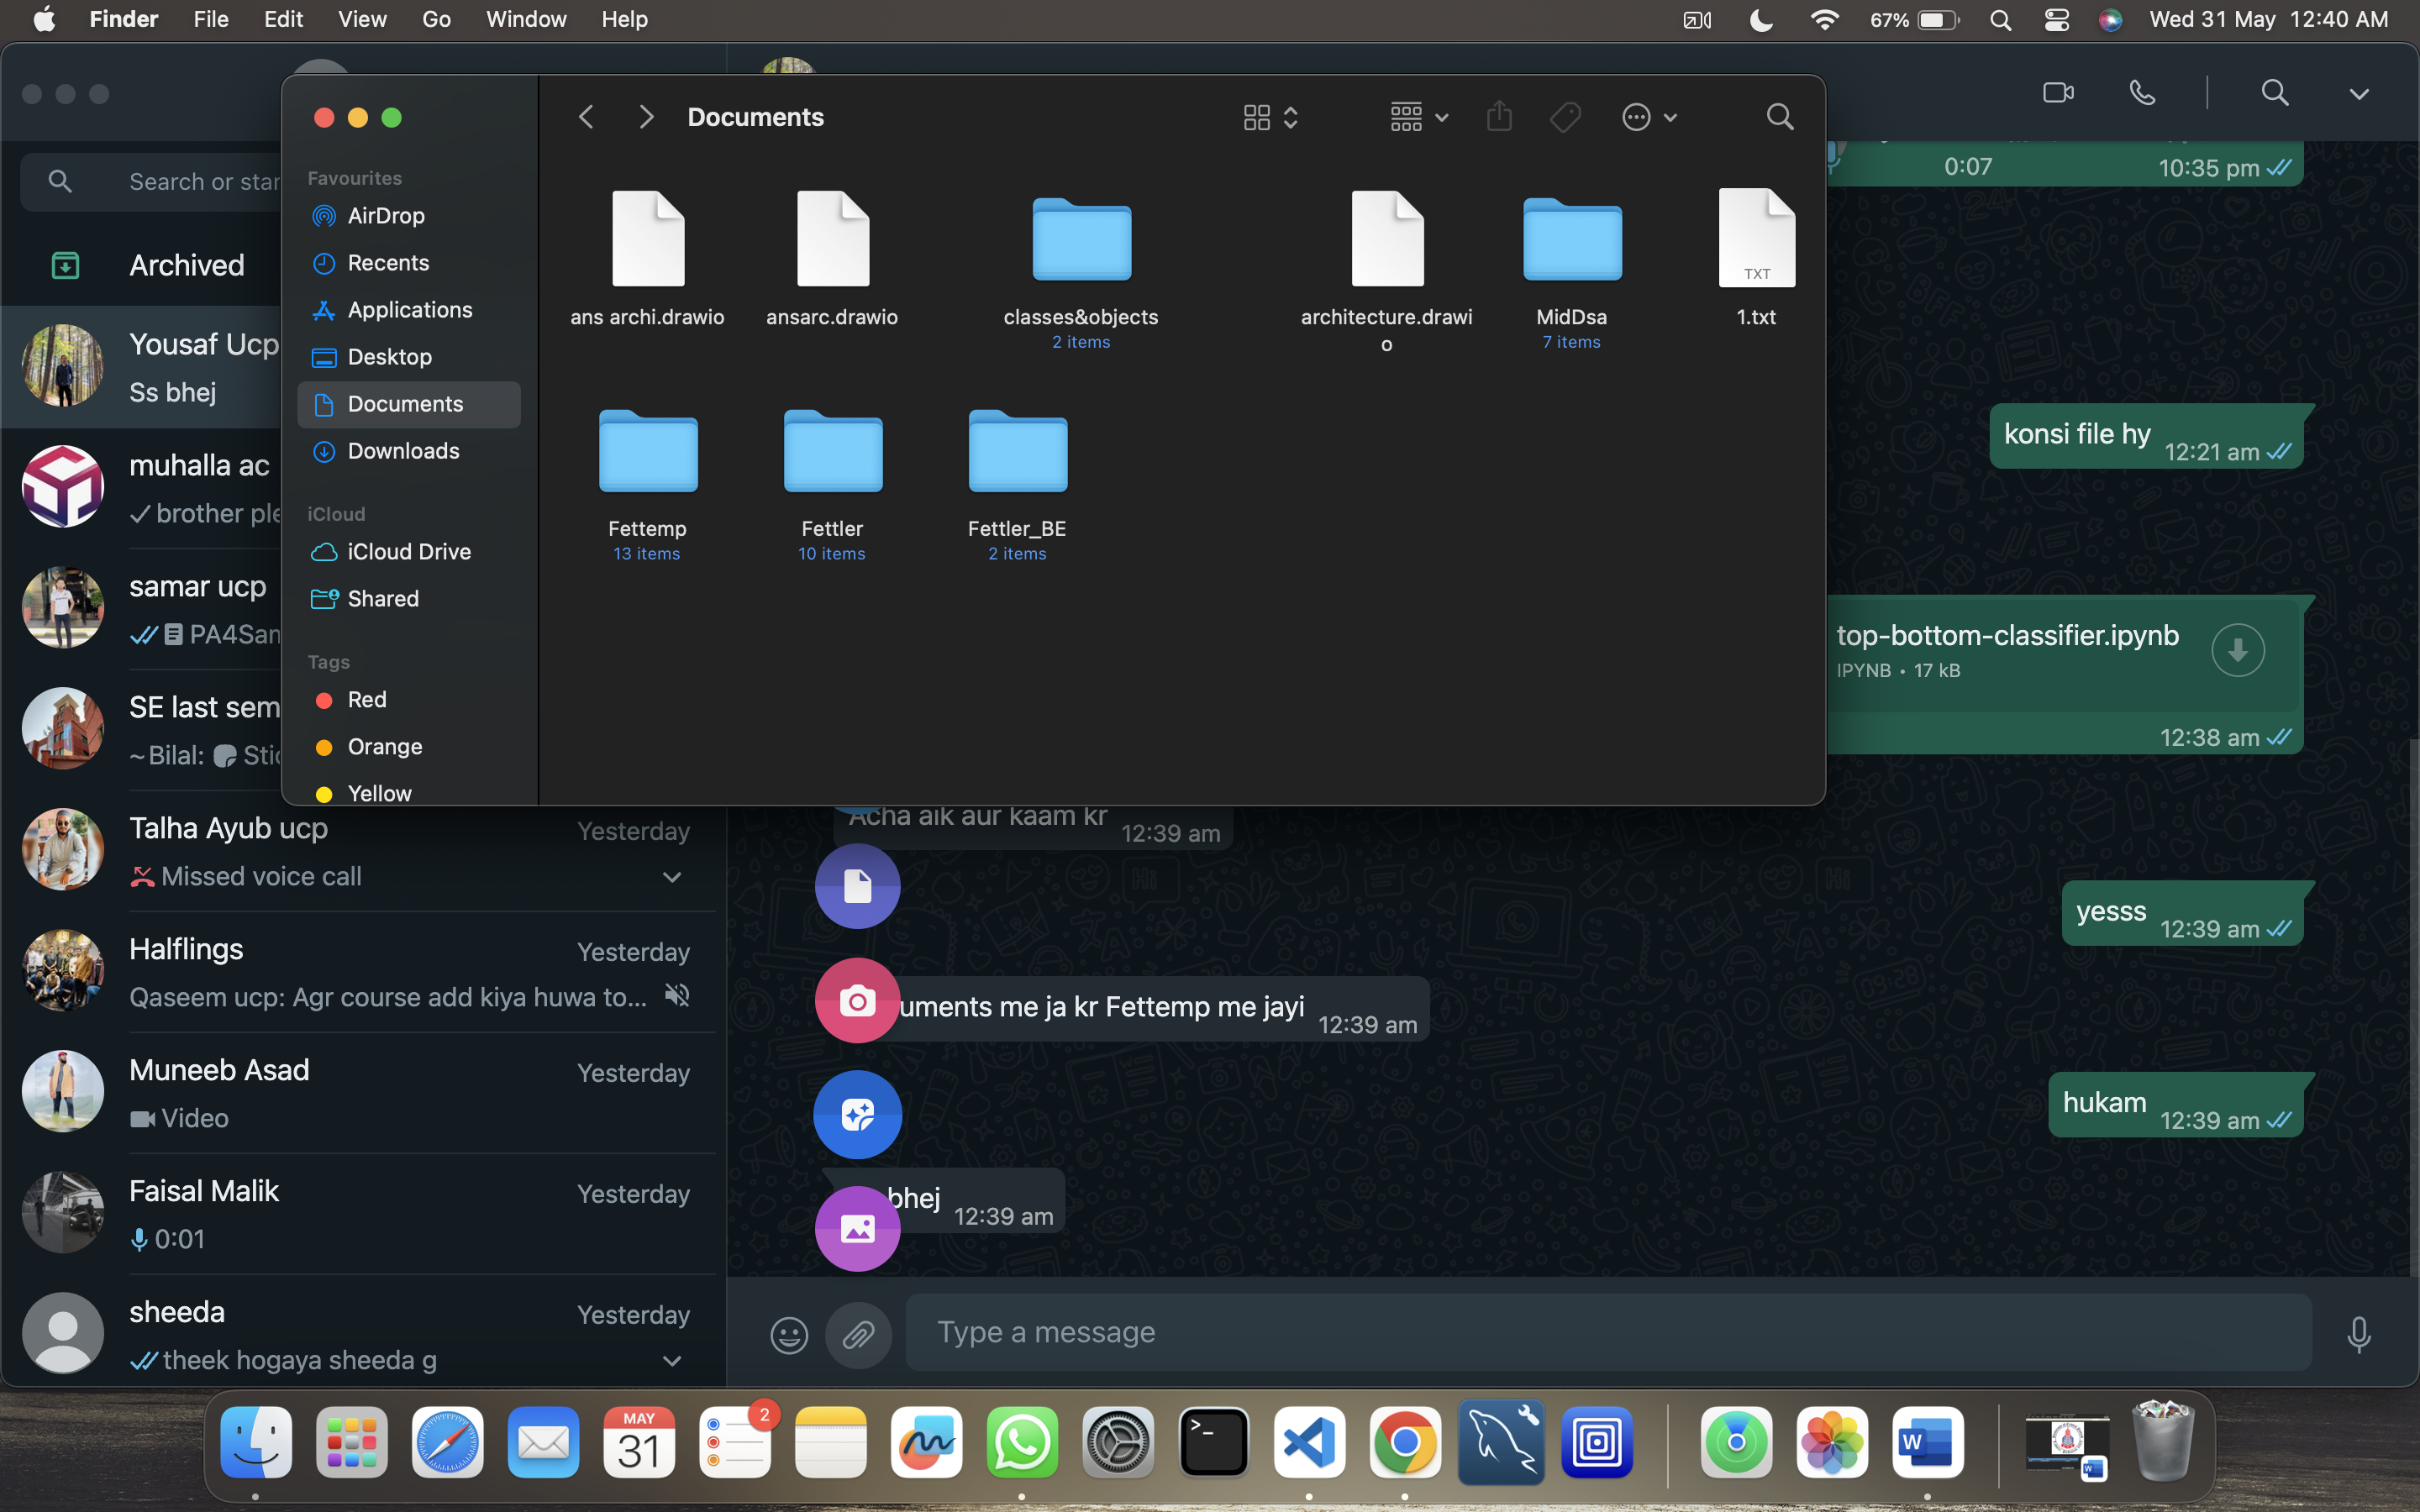 Finder File Edit View Go Window Help
67% Wed 31 May 12:40 AM
Documents
Favourites
AirDrop
Recents
Applications
Desktop
Documents
Downloads
iCloud
iCloud Drive
Shared
Tags
Red
Orange
Yellow
ans archi.drawio
ansarc.drawio
classes&objects
2 items
architecture.drawi
o
MidDsa
7 items
TXT
1.txt
Fettemp
13 items
Fettler
10 items
Fettler_BE
2 items
Search or star
Archived
Yousaf Ucp
Ss bhej
muhalla ac
brother ple
samar ucp
PA4San
SE last sem
~Bilal: Stic
Talha Ayub ucp Yesterday
Missed voice call
Halflings Yesterday
Qaseem ucp: Agr course add kiya huwa to...
Muneeb Asad Yesterday
Video
Faisal Malik Yesterday
0:01
sheeda Yesterday
theek hogaya sheeda g
0:07 10:35 pm
konsi file hy 12:21 am
top-bottom-classifier.ipynb
IPYNB • 17 kB
12:38 am
Acha aik aur kaam kr 12:39 am
yesss 12:39 am
uments me ja kr Fettemp me jayi 12:39 am
hukam 12:39 am
bhej 12:39 am
Type a message
MAY
31
2
>_
W
W